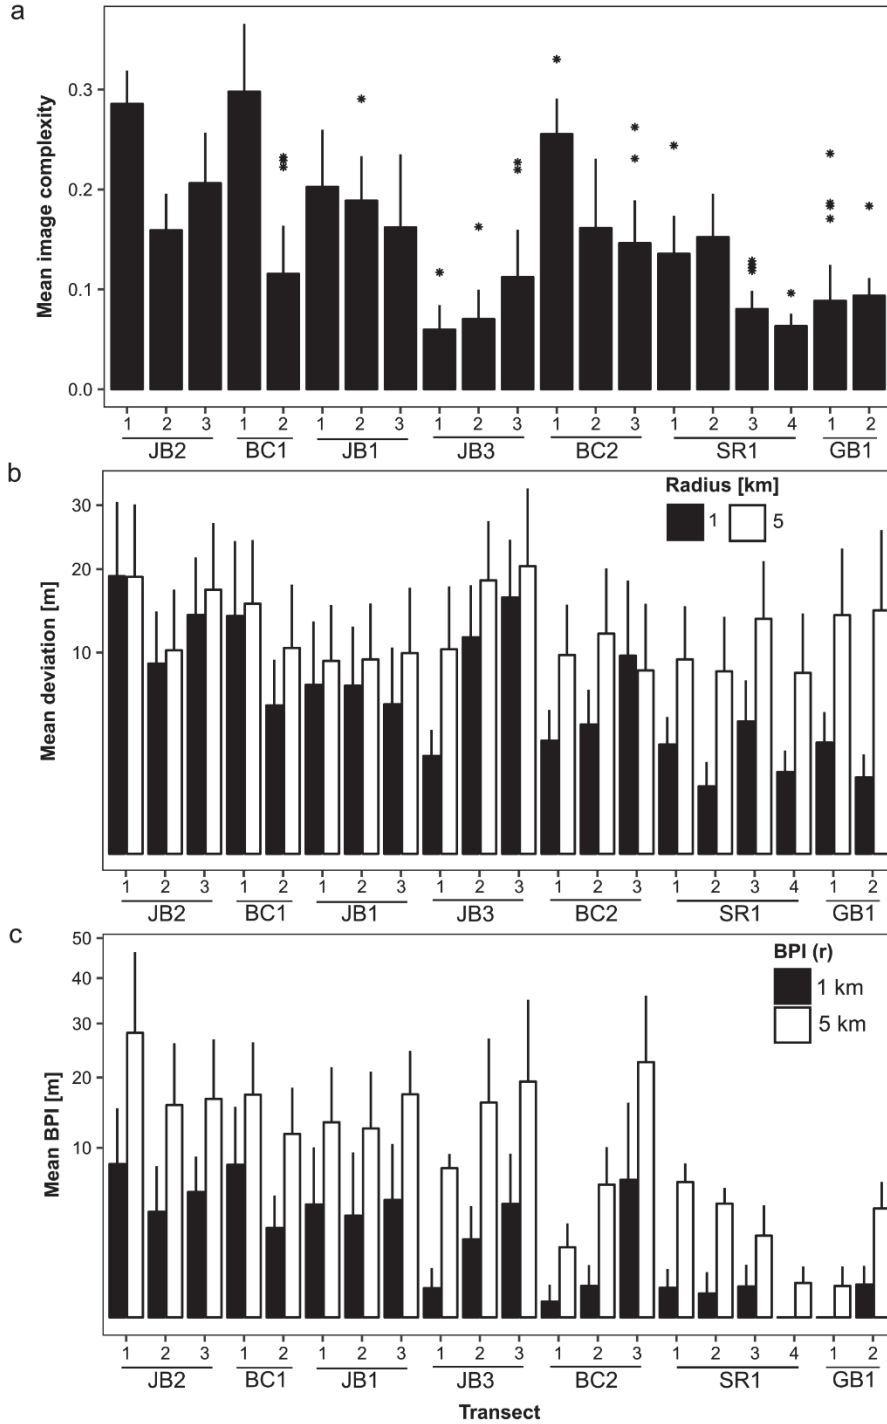 a
Mean image complexity
0.3
0.2
0.1
0.0
1 2 3 1 2 1 2 3 1 2 3 1 2 3 1 2 3 4 1 2
JB2 BC1 JB1 JB3 BC2 SR1 GB1
b
Mean deviation [m]
30
20
10
Radius [km]
1 5
1 2 3 1 2 1 2 3 1 2 3 1 2 3 1 2 3 4 1 2
JB2 BC1 JB1 JB3 BC2 SR1 GB1
c
Mean BPI [m]
50
40
30
20
10
BPI (r)
1 km
5 km
1 2 3 1 2 1 2 3 1 2 3 1 2 3 1 2 3 4 1 2
JB2 BC1 JB1 JB3 BC2 SR1 GB1
Transect